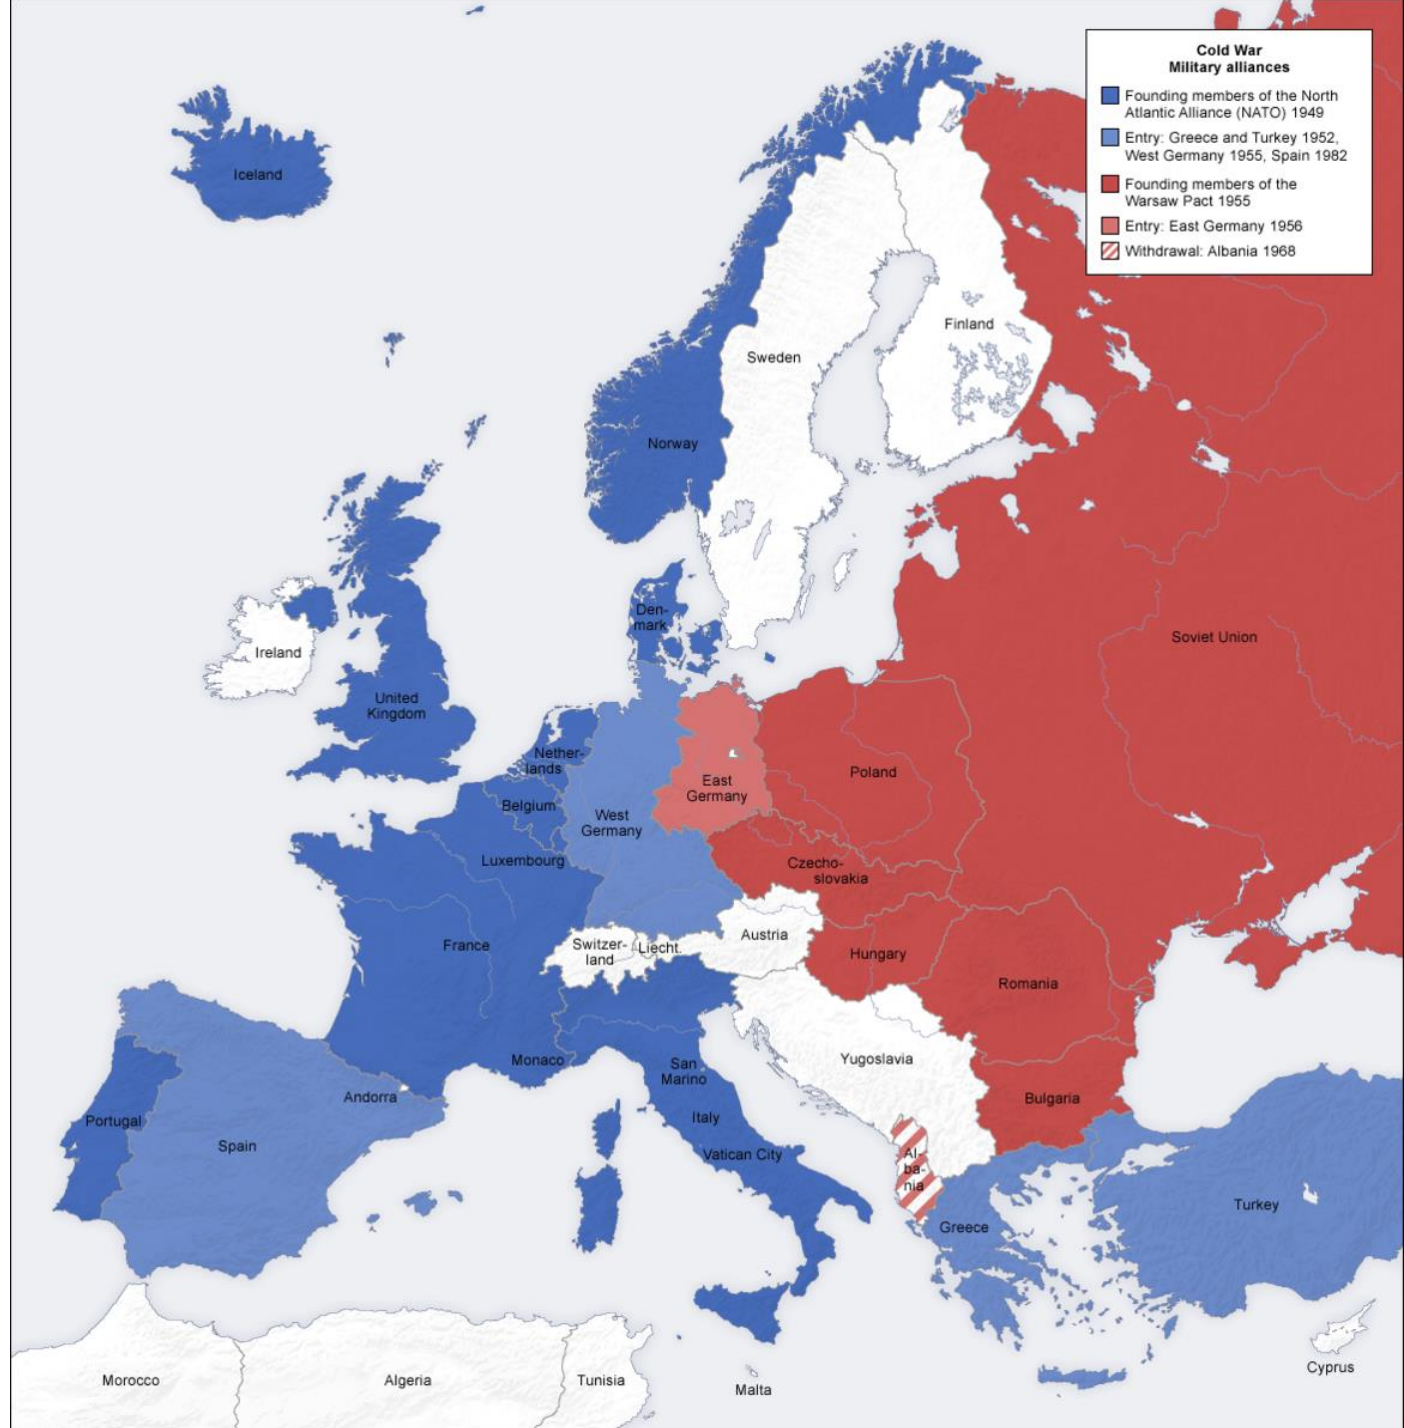 Cold War
Military alliances
Founding members of the North
Atlantic Alliance (NATO) 1949
Entry: Greece and Turkey 1952,
West Germany 1955, Spain 1982
Founding members of the
Warsaw Pact 1955
Entry: East Germany 1956
Withdrawal: Albania 1968
Iceland
Finland
Sweden
Norway
Den-
mark
Ireland
Soviet Union
United
Kingdom
Nether-
lands
Poland
East
Germany
Belgium
West
Germany
Luxembourg
Czecho-
slovakia
Austria
France
Switzer-
land
Liecht.
Hungary
Romania
Yugoslavia
Monaco
San
Marino
Andorra
Bulgaria
Portugal
Italy
Spain
Vatican City
Al-
ba-
nia
Turkey
Greece
Cyprus
Morocco
Algeria
Tunisia
Malta